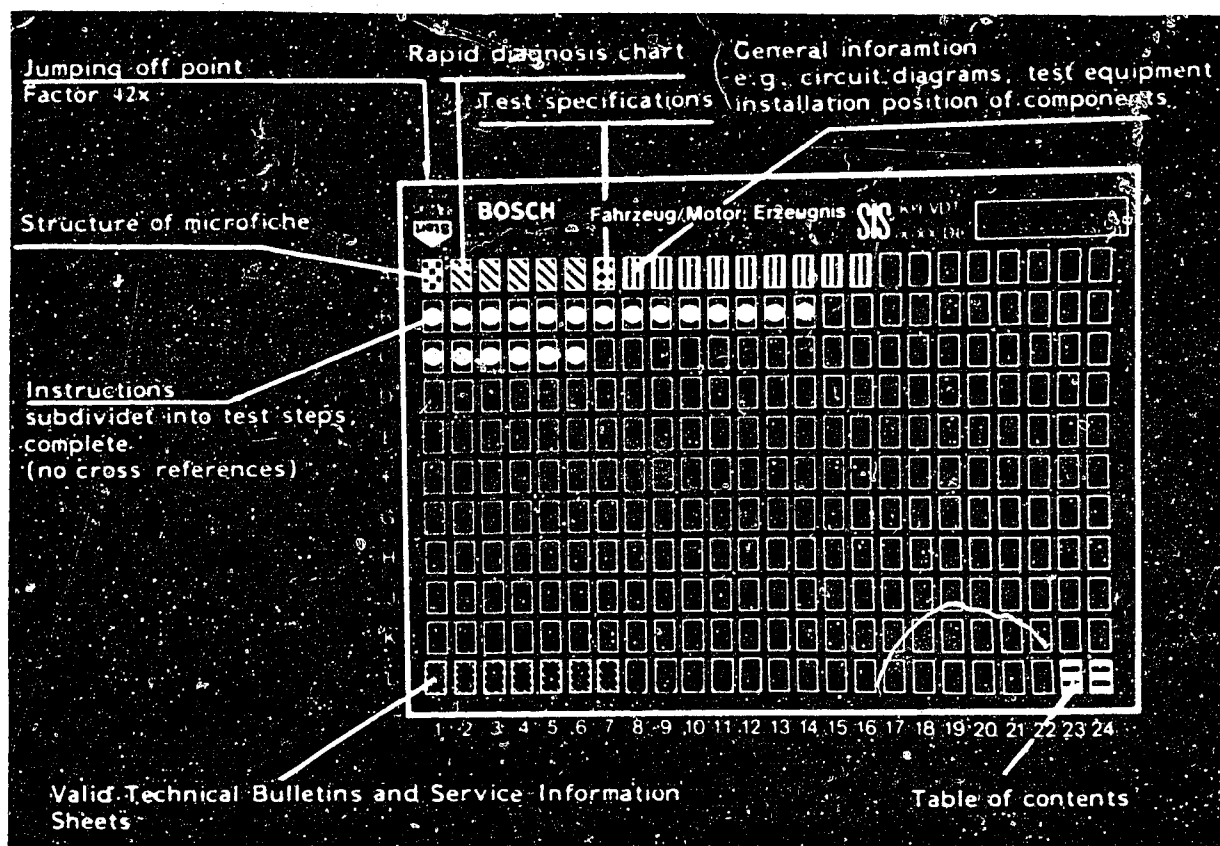 Jumping off point
Factor 42x
Rapid diagnosis chart
Test specifications
General inforamtion
e.g. circuit diagrams, test equipment
installation position of components
Structure of microfiche
Start
BOSCH
Fahrzeug/Motor; Erzeugnis
SIS
Instructions
subdividet into test steps,
complete
(no cross references)
1 2 3 4 5 6 7 8 9 10 11 12 13 14 15 16 17 18 19 20 21 22 23 24
Valid Technical Bulletins and Service Information
Sheets
Table of contents